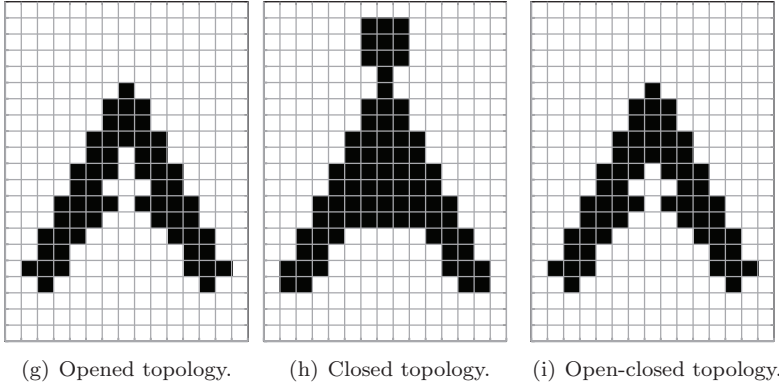 (g) Opened topology.
(h) Closed topology.
(i) Open-closed topology.